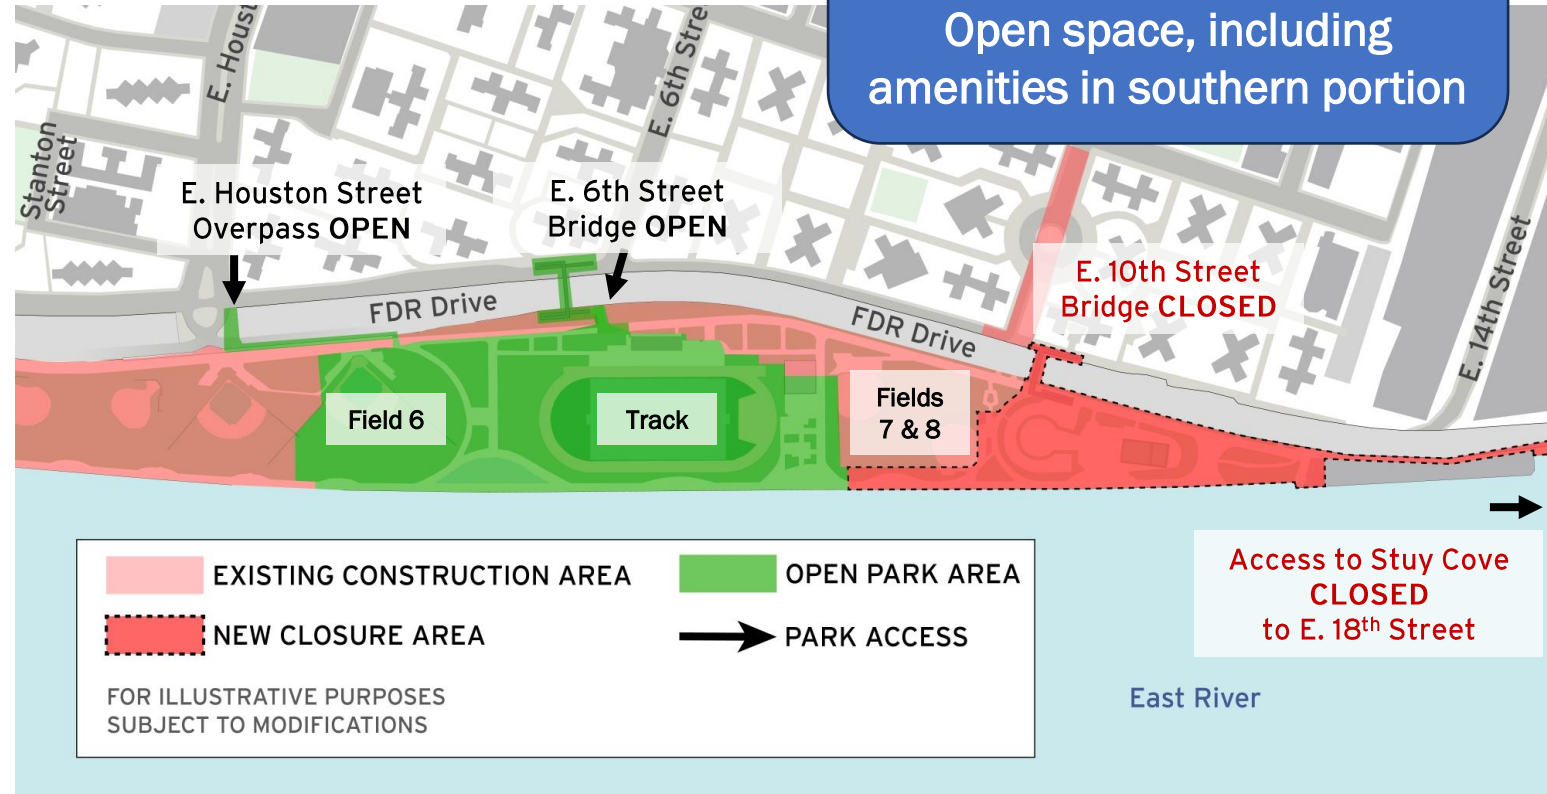 Open space, including
amenities in southern portion
E. Houst
E. 6th Stre
Stanton
Street
E. Houston Street
Overpass OPEN
E. 6th Street
Bridge OPEN
E. 10th Street
Bridge CLOSED
E. 14th Street
FDR Drive
FDR Drive
Field 6
Track
Fields
7 & 8
EXISTING CONSTRUCTION AREA
OPEN PARK AREA
NEW CLOSURE AREA
PARK ACCESS
FOR ILLUSTRATIVE PURPOSES
SUBJECT TO MODIFICATIONS
Access to Stuy Cove
CLOSED
to E. 18th Street
East River